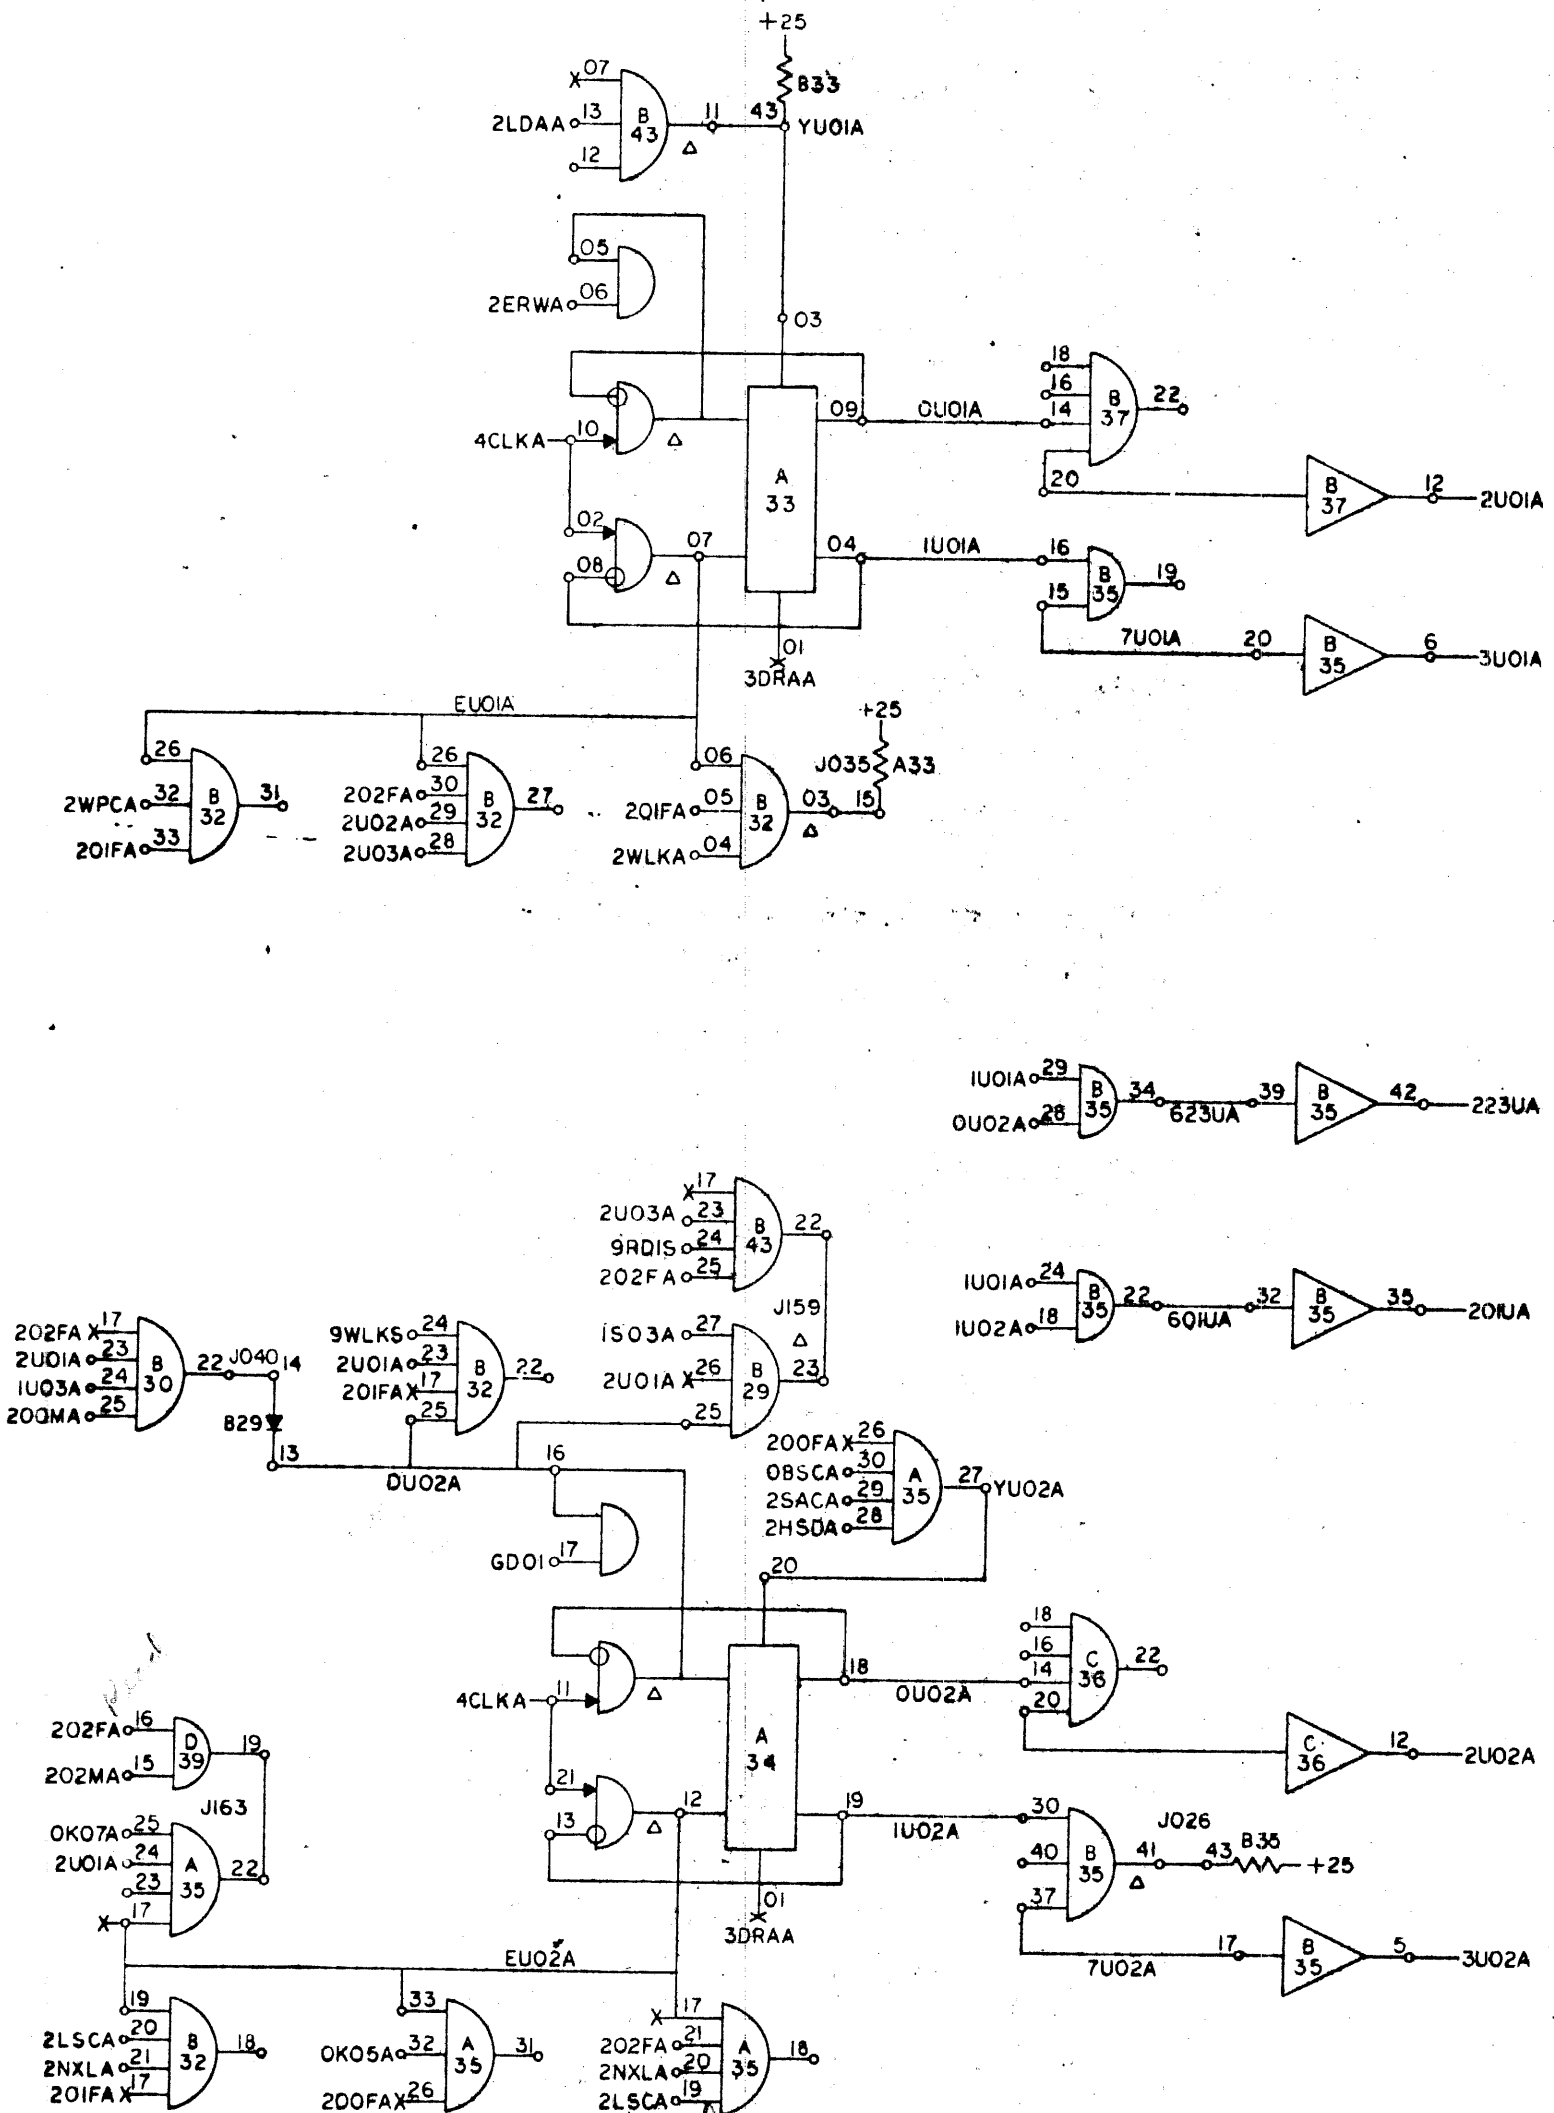 +25
B33
07
2LDAA 13
12
B 43
11
43
YU01A
05
2ERWA 06
03
4CLKA 10
02
08
07
A 33
09
04
01
3DRAA
0U01A
18
16
14
20
B 37
22
B 37
12
2U01A
1U01A
16
15
B 35
19
7U01A
20
B 35
6
3U01A
EU01A
26
2WPCA 32
201FA 33
B 32
31
26
202FA 30
2U02A 29
2U03A 28
B 32
27
06
201FA 05
2WLKA 04
B 32
03
15
J035
A33
+25
1U01A 29
0U02A 28
B 35
34
623UA
39
B 35
42
223UA
17
2U03A 23
9RDIS 24
202FA 25
B 43
22
J159
1S03A 27
2U01A 26
25
B 29
23
1U01A 24
1U02A 18
B 35
22
601UA
32
B 35
35
201UA
202FA 17
2U01A 23
1U03A 24
200MA 25
B 30
22
J040
14
B29
13
DU02A
9WLKS 24
2U01A 23
201FA 17
25
B 32
22
16
GD01 17
200FA 26
0BSCA 30
2SACA 29
2HSDA 28
A 35
27
YU02A
20
4CLKA 11
21
13
12
A 34
18
19
01
3DRAA
0U02A
18
16
14
20
C 36
22
C 36
12
2U02A
1U02A
30
40
37
B 35
41
J026
43
B35
+25
7U02A
17
B 35
5
3U02A
202FA 16
202MA 15
D 39
19
J163
0K07A 25
2U01A 24
23
17
A 35
22
EU02A
19
2LSCA 20
2NXLA 21
201FA 17
B 32
18
33
0K05A 32
2D0FA 26
A 35
31
17
202FA 21
2NXLA 20
2LSCA 19
A 35
18